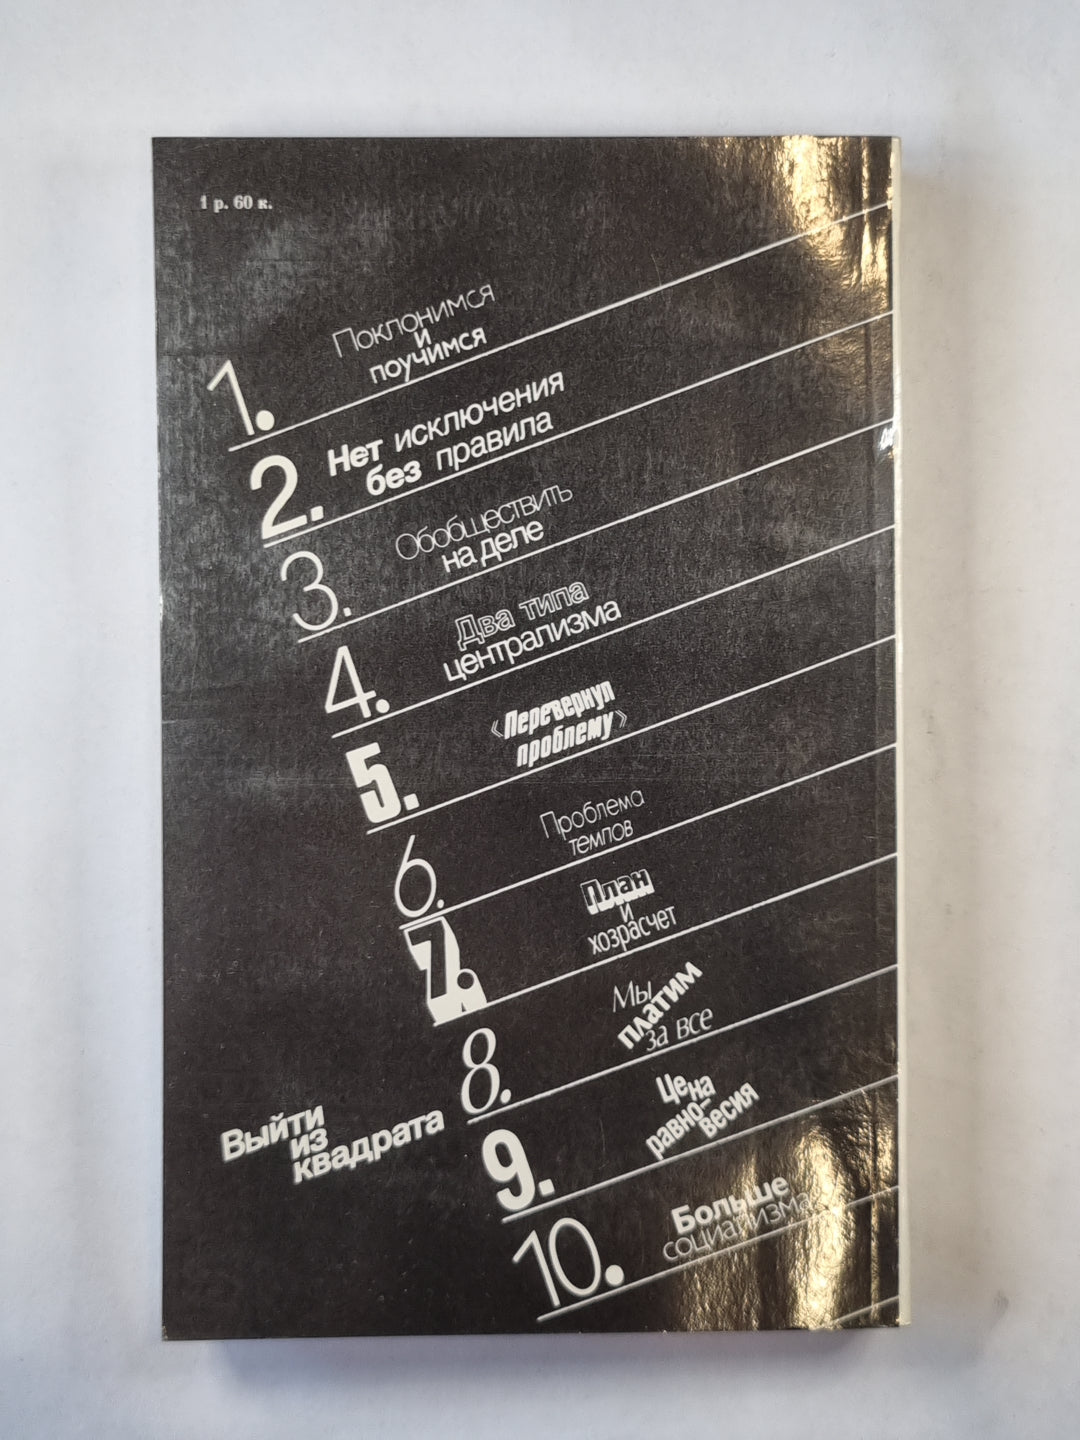 1 р. 60 к.
1.
Поклонимся
и
поучимся
2.
Нет исключения
без правила
3.
Обобществить
на деле
4.
Два типа
централизма
5.
«Перевернул
проблему»
6.
Проблема
темпов
7.
План
и
хозрасчет
8.
Мы
платим
за все
9.
Цена
равно-
весия
10.
Больше
социализма
Выйти
из
квадрата